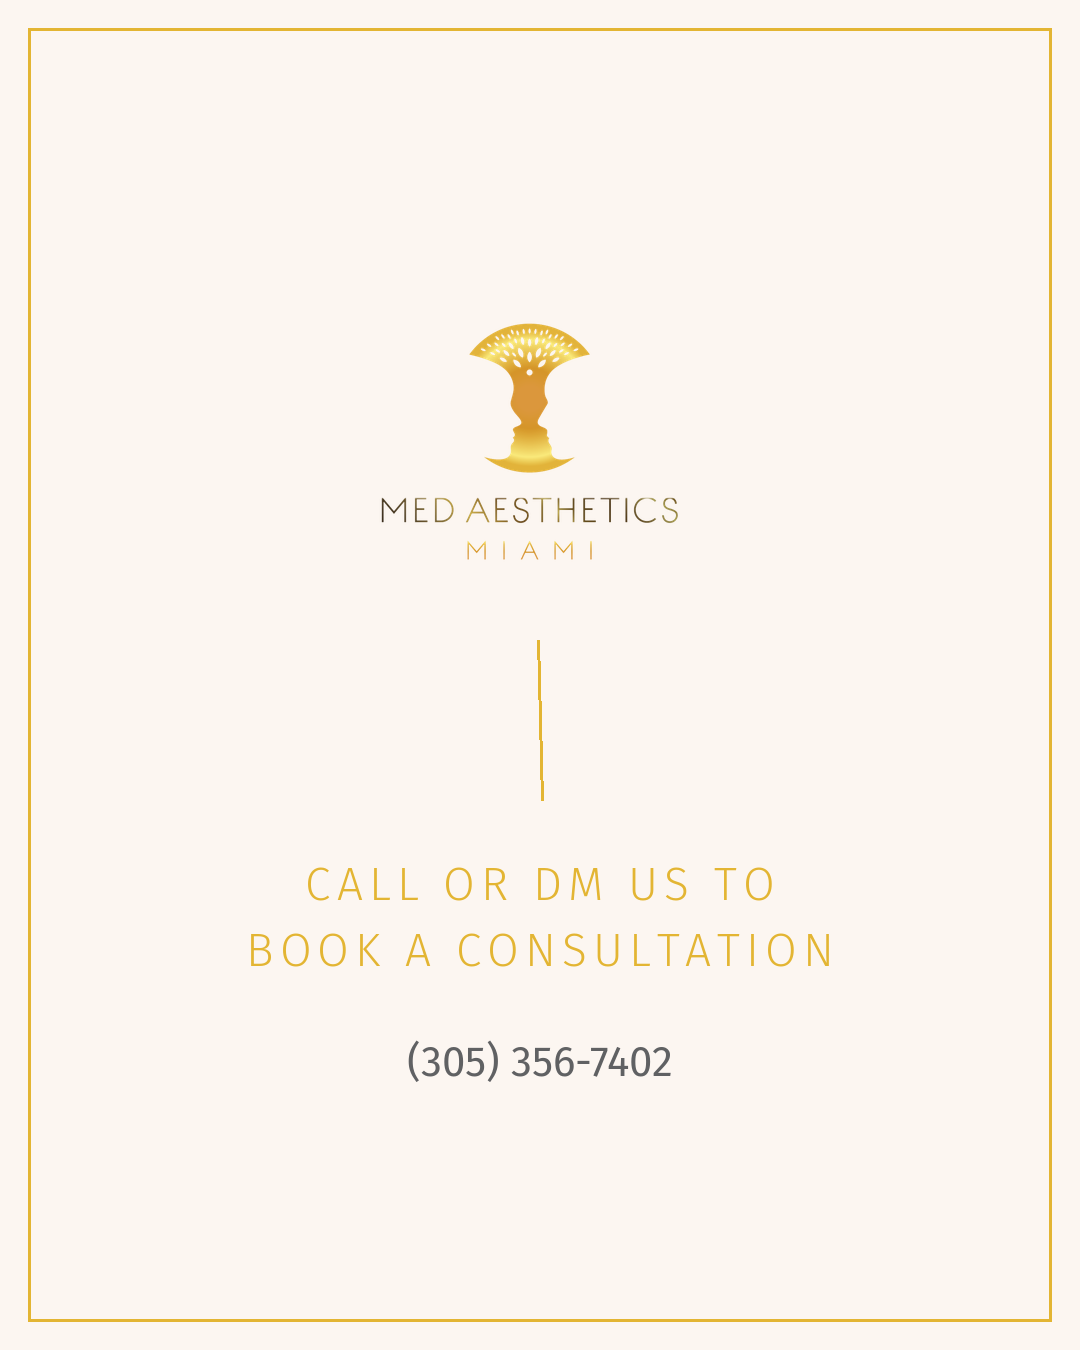 MED AESTHETICS
MIAMI
CALL OR DM US TO
BOOK A CONSULTATION
(305) 356-7402